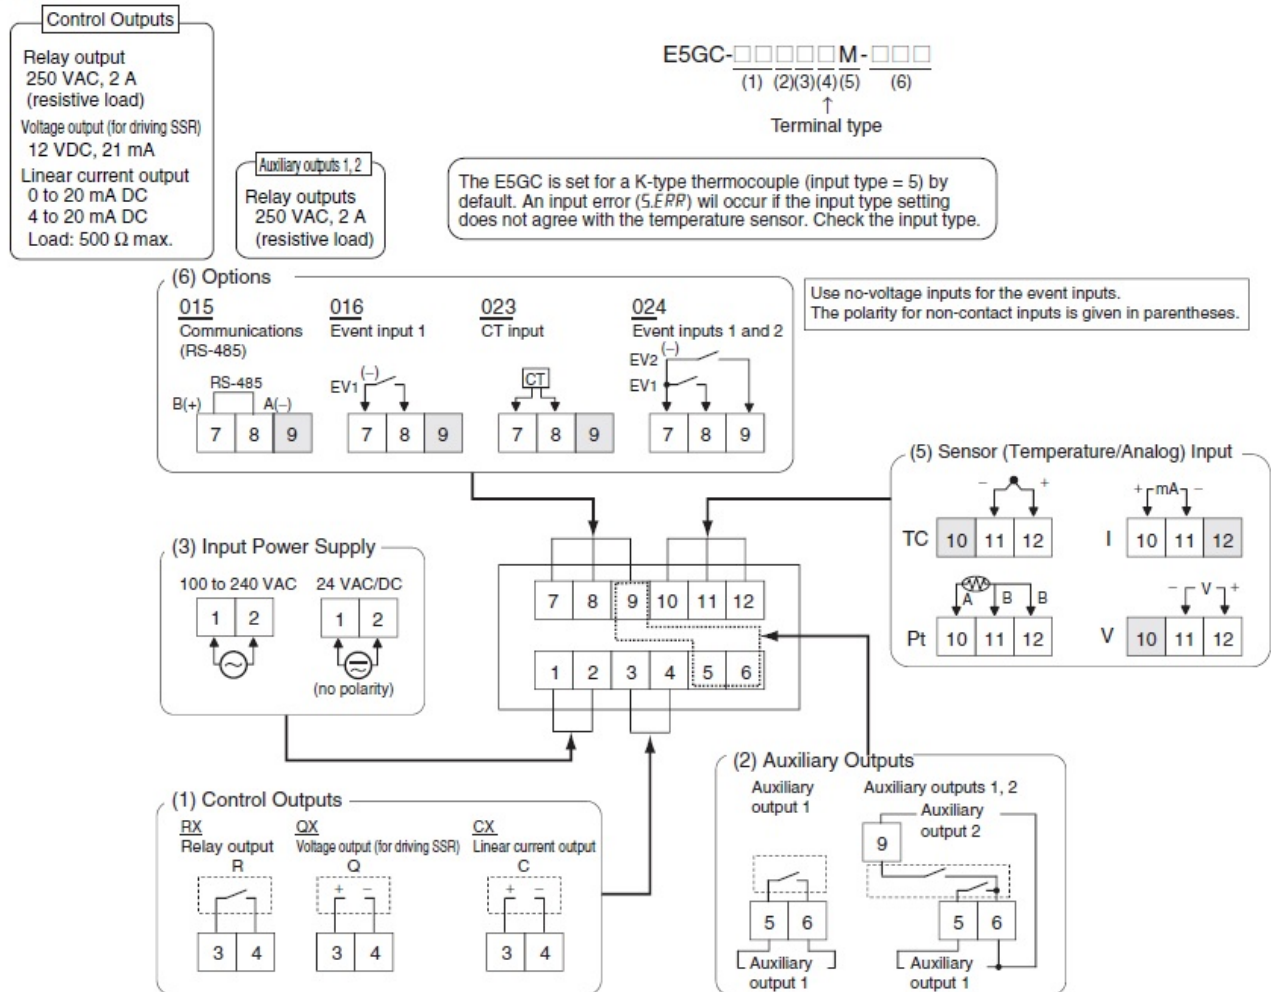 Control Outputs
Relay output
250 VAC, 2 A
(resistive load)
Voltage output (for driving SSR)
12 VDC, 21 mA
Linear current output
0 to 20 mA DC
4 to 20 mA DC
Load: 500 Ω max.
Auxiliary outputs 1, 2
Relay outputs
250 VAC, 2 A
(resistive load)
E5GC-□□□□□M-□□□
(1) (2)(3)(4)(5) (6)
↑
Terminal type
The E5GC is set for a K-type thermocouple (input type = 5) by
default. An input error (S.ERR) will occur if the input type setting
does not agree with the temperature sensor. Check the input type.
(6) Options
015
Communications
(RS-485)
RS-485
B(+) A(−)
7 8 9
016
Event input 1
(−)
EV1
7 8 9
023
CT input
CT
7 8 9
024
Event inputs 1 and 2
(−)
EV2
EV1
7 8 9
Use no-voltage inputs for the event inputs.
The polarity for non-contact inputs is given in parentheses.
(5) Sensor (Temperature/Analog) Input
− +
TC 10 11 12
+ mA −
I 10 11 12
A B B
Pt 10 11 12
− V +
V 10 11 12
(3) Input Power Supply
100 to 240 VAC
1 2
24 VAC/DC
1 2
(no polarity)
7 8 9 10 11 12
1 2 3 4 5 6
(1) Control Outputs
RX
Relay output
R
3 4
QX
Voltage output (for driving SSR)
Q
+ −
3 4
CX
Linear current output
C
+ −
3 4
(2) Auxiliary Outputs
Auxiliary
output 1
5 6
Auxiliary
output 1
Auxiliary outputs 1, 2
Auxiliary
output 2
9
5 6
Auxiliary
output 1